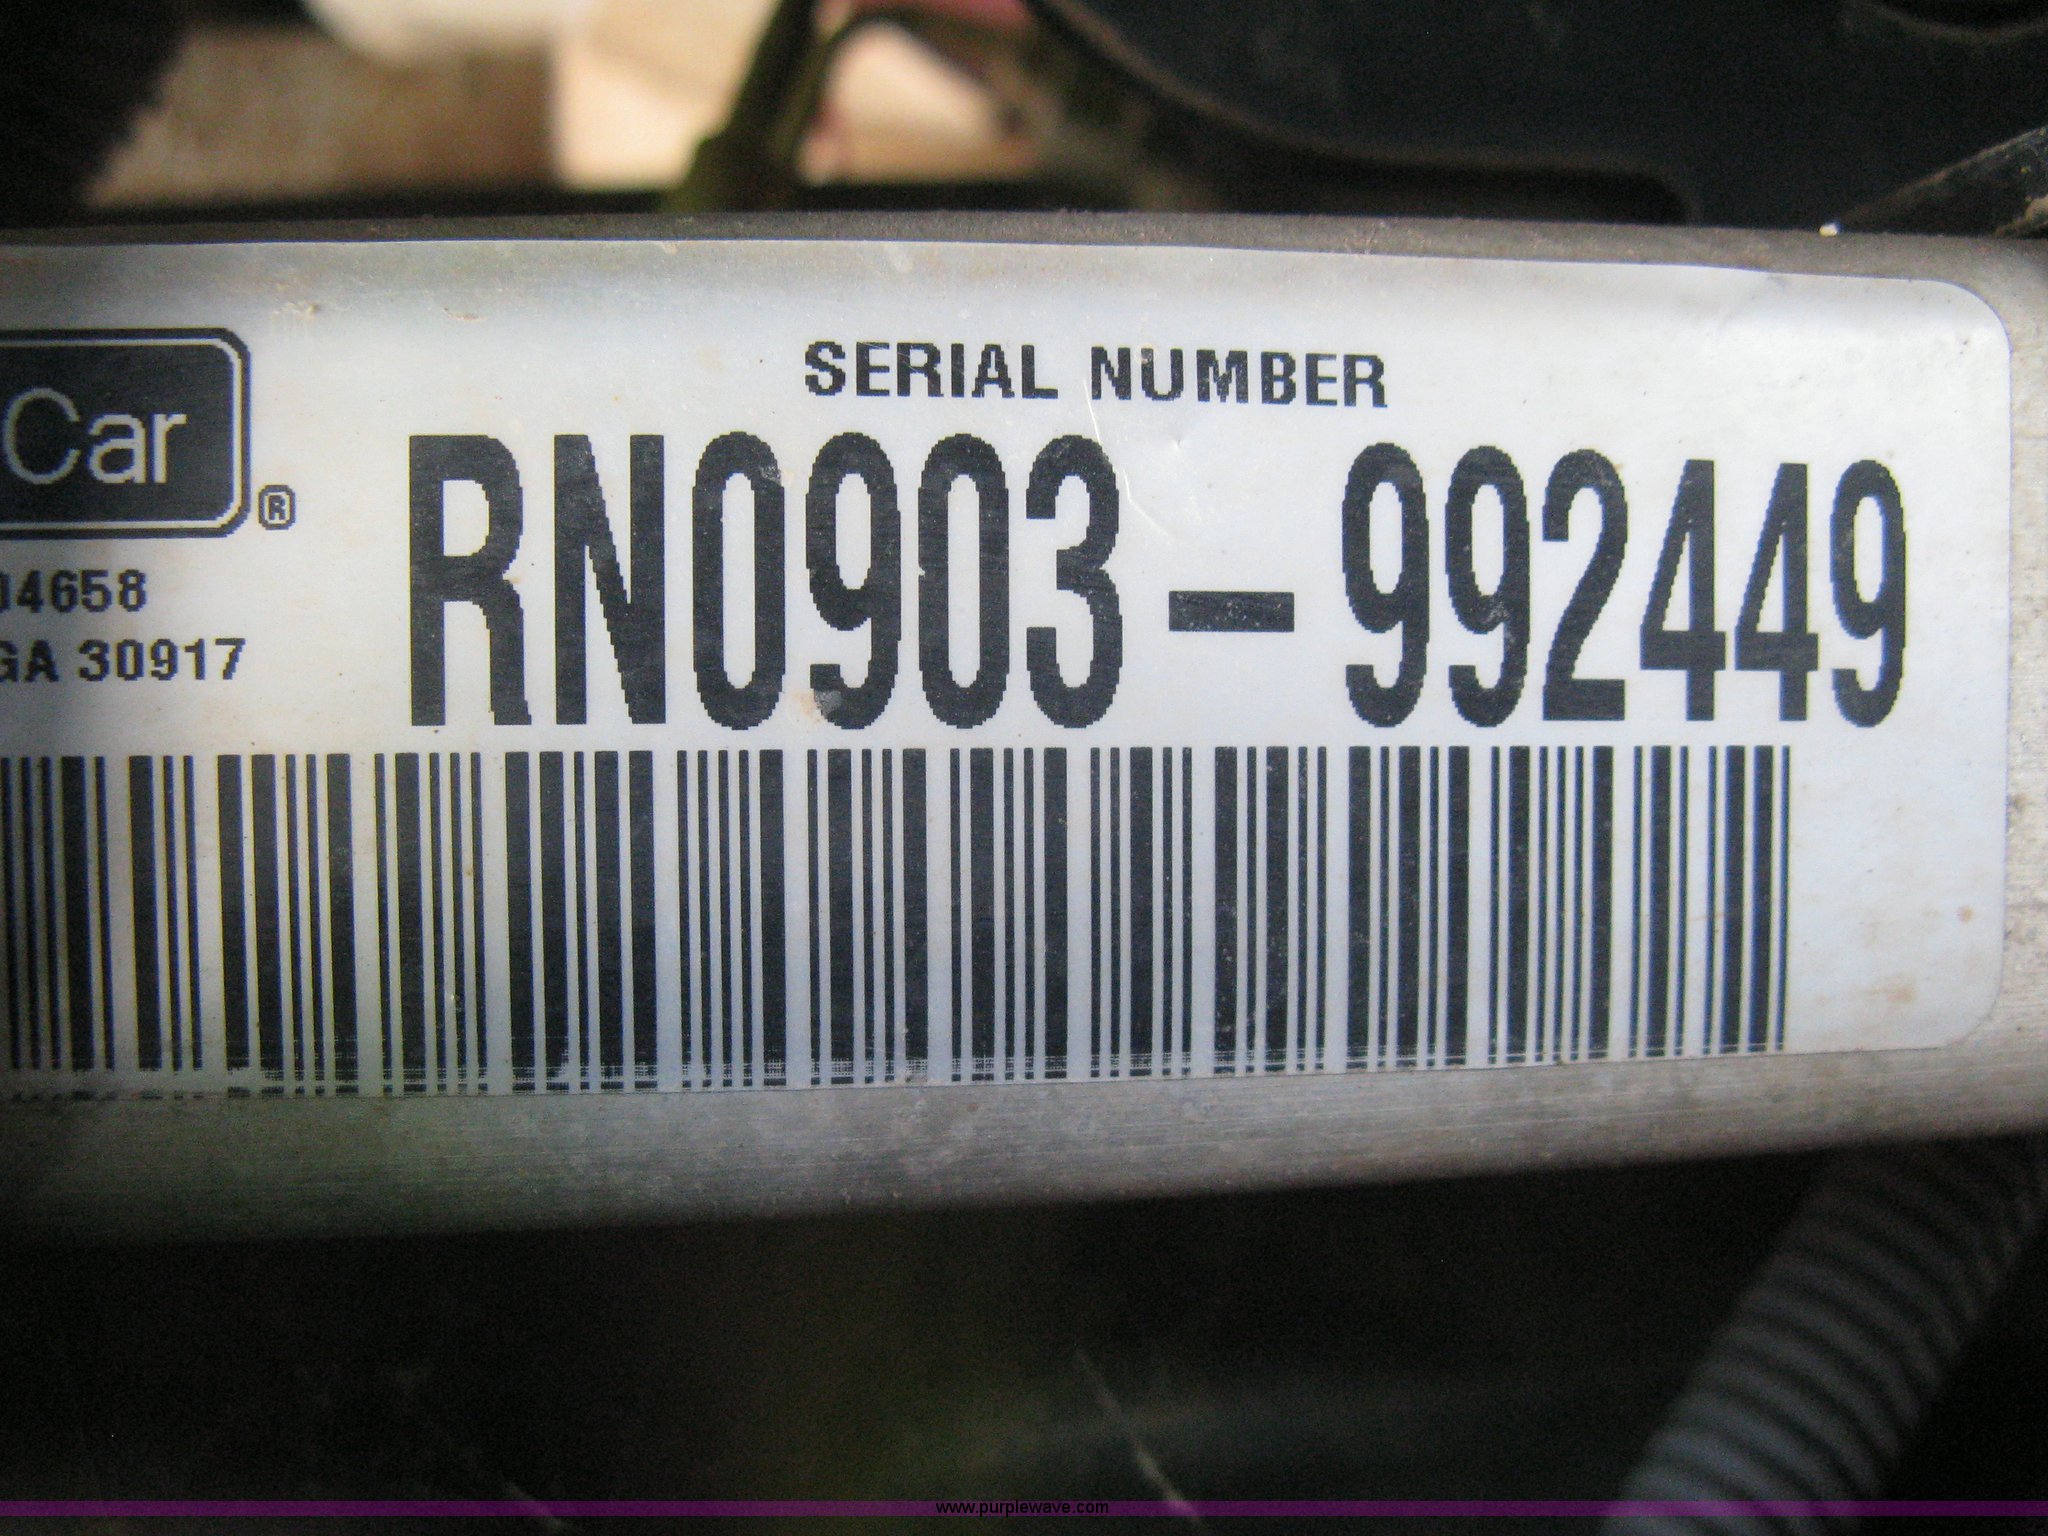 Car
®
SERIAL NUMBER
RN0903-992449
04658
GA 30917
www.purplewave.com